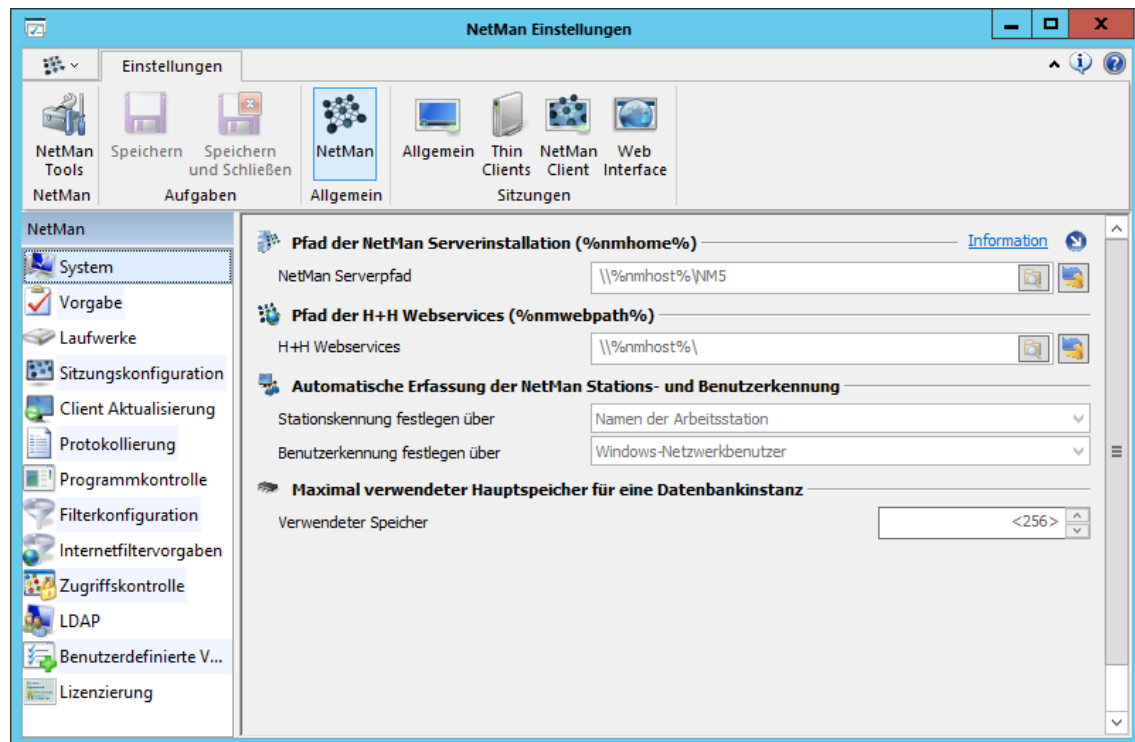 NetMan Einstellungen
Einstellungen
NetMan Tools
Speichern
Speichern und Schließen
NetMan
Allgemein
Thin Clients
NetMan Client
Web Interface
NetMan
Aufgaben
Allgemein
Sitzungen
NetMan
System
Vorgabe
Laufwerke
Sitzungskonfiguration
Client Aktualisierung
Protokollierung
Programmkontrolle
Filterkonfiguration
Internetfiltervorgaben
Zugriffskontrolle
LDAP
Benutzerdefinierte V...
Lizenzierung
Pfad der NetMan Serverinstallation (%nmhome%)
Information
NetMan Serverpfad
\\%nmhost%\NM5
Pfad der H+H Webservices (%nmwebpath%)
H+H Webservices
\\%nmhost%\
Automatische Erfassung der NetMan Stations- und Benutzerkennung
Stationskennung festlegen über
Namen der Arbeitsstation
Benutzerkennung festlegen über
Windows-Netzwerkbenutzer
Maximal verwendeter Hauptspeicher für eine Datenbankinstanz
Verwendeter Speicher
<256>